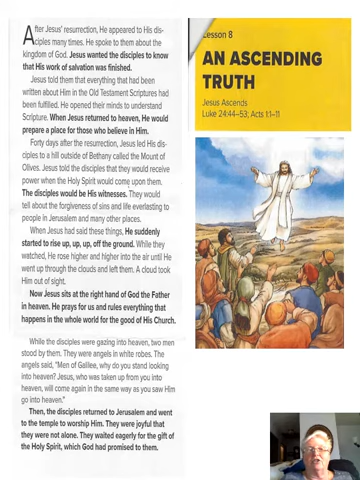 After Jesus' resurrection, He appeared to His dis-
ciples many times. He spoke to them about the
kingdom of God. Jesus wanted the disciples to know
that His work of salvation was finished.
Jesus told them that everything that had been
written about Him in the Old Testament Scriptures had
been fulfilled. He opened their minds to understand
Scripture. When Jesus returned to heaven, He would
prepare a place for those who believe in Him.
Forty days after the resurrection, Jesus led His dis-
ciples to a hill outside of Bethany called the Mount of
Olives. Jesus told the disciples that they would receive
power when the Holy Spirit would come upon them.
The disciples would be His witnesses. They would
tell about the forgiveness of sins and life everlasting to
people in Jerusalem and many other places.
When Jesus had said these things, He suddenly
started to rise up, up, up, off the ground. While they
watched, He rose higher and higher into the air until He
went up through the clouds and left them. A cloud took
Him out of sight.
Now Jesus sits at the right hand of God the Father
in heaven. He prays for us and rules everything that
happens in the whole world for the good of His Church.
While the disciples were gazing into heaven, two men
stood by them. They were angels in white robes. The
angels said, "Men of Galilee, why do you stand looking
into heaven? Jesus, who was taken up from you into
heaven, will come again in the same way as you saw Him
go into heaven."
Then, the disciples returned to Jerusalem and went
to the temple to worship Him. They were joyful that
they were not alone. They waited eagerly for the gift of
the Holy Spirit, which God had promised to them.
Lesson 8
AN ASCENDING
TRUTH
Jesus Ascends
Luke 24:44–53; Acts 1:1–11